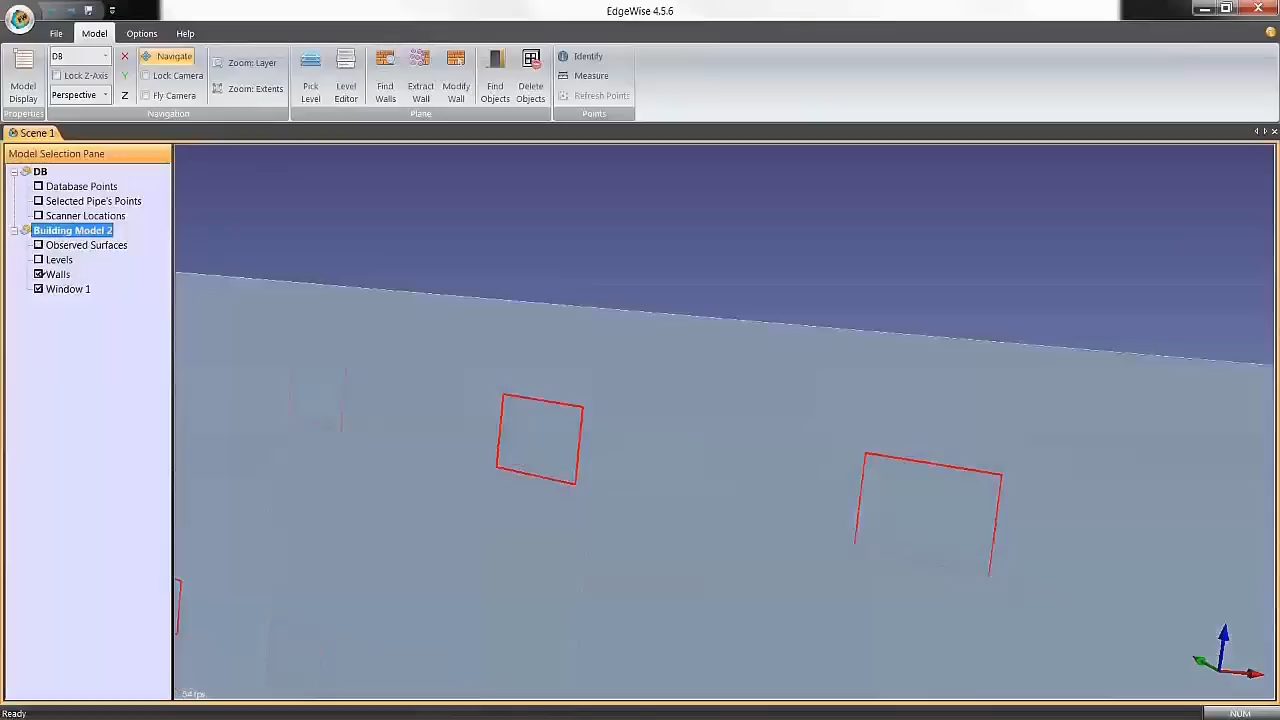 EdgeWise 4.5.6
File Model Options Help
Model Display
Properties
DB
Lock Z-Axis
Perspective
X
Y
Z
Navigate
Lock Camera
Fly Camera
Zoom: Layer
Zoom: Extents
Navigation
Pick Level
Level Editor
Find Walls
Extract Wall
Modify Wall
Find Objects
Delete Objects
Plane
Identify
Measure
Refresh Points
Points
Scene 1
Model Selection Pane
DB
Database Points
Selected Pipe's Points
Scanner Locations
Building Model 2
Observed Surfaces
Levels
Walls
Window 1
54 fps.
Ready
NUM